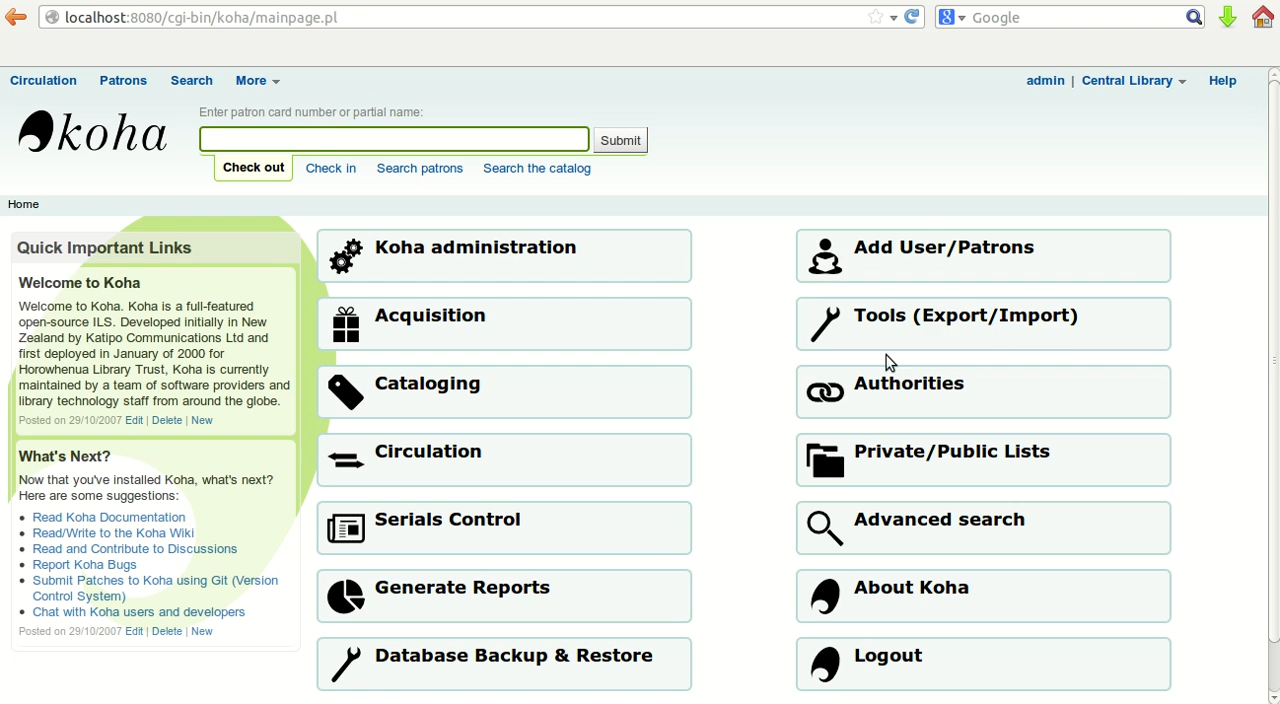 localhost:8080/cgi-bin/koha/mainpage.pl
8 Google
Circulation Patrons Search More admin | Central Library Help
koha
Enter patron card number or partial name:
Submit
Check out Check in Search patrons Search the catalog
Home
Quick Important Links
Welcome to Koha
Welcome to Koha. Koha is a full-featured
open-source ILS. Developed initially in New
Zealand by Katipo Communications Ltd and
first deployed in January of 2000 for
Horowhenua Library Trust, Koha is currently
maintained by a team of software providers and
library technology staff from around the globe.
Posted on 29/10/2007 Edit | Delete | New
What's Next?
Now that you've installed Koha, what's next?
Here are some suggestions:
Read Koha Documentation
Read/Write to the Koha Wiki
Read and Contribute to Discussions
Report Koha Bugs
Submit Patches to Koha using Git (Version
Control System)
Chat with Koha users and developers
Posted on 29/10/2007 Edit | Delete | New
Koha administration
Acquisition
Cataloging
Circulation
Serials Control
Generate Reports
Database Backup & Restore
Add User/Patrons
Tools (Export/Import)
Authorities
Private/Public Lists
Advanced search
About Koha
Logout